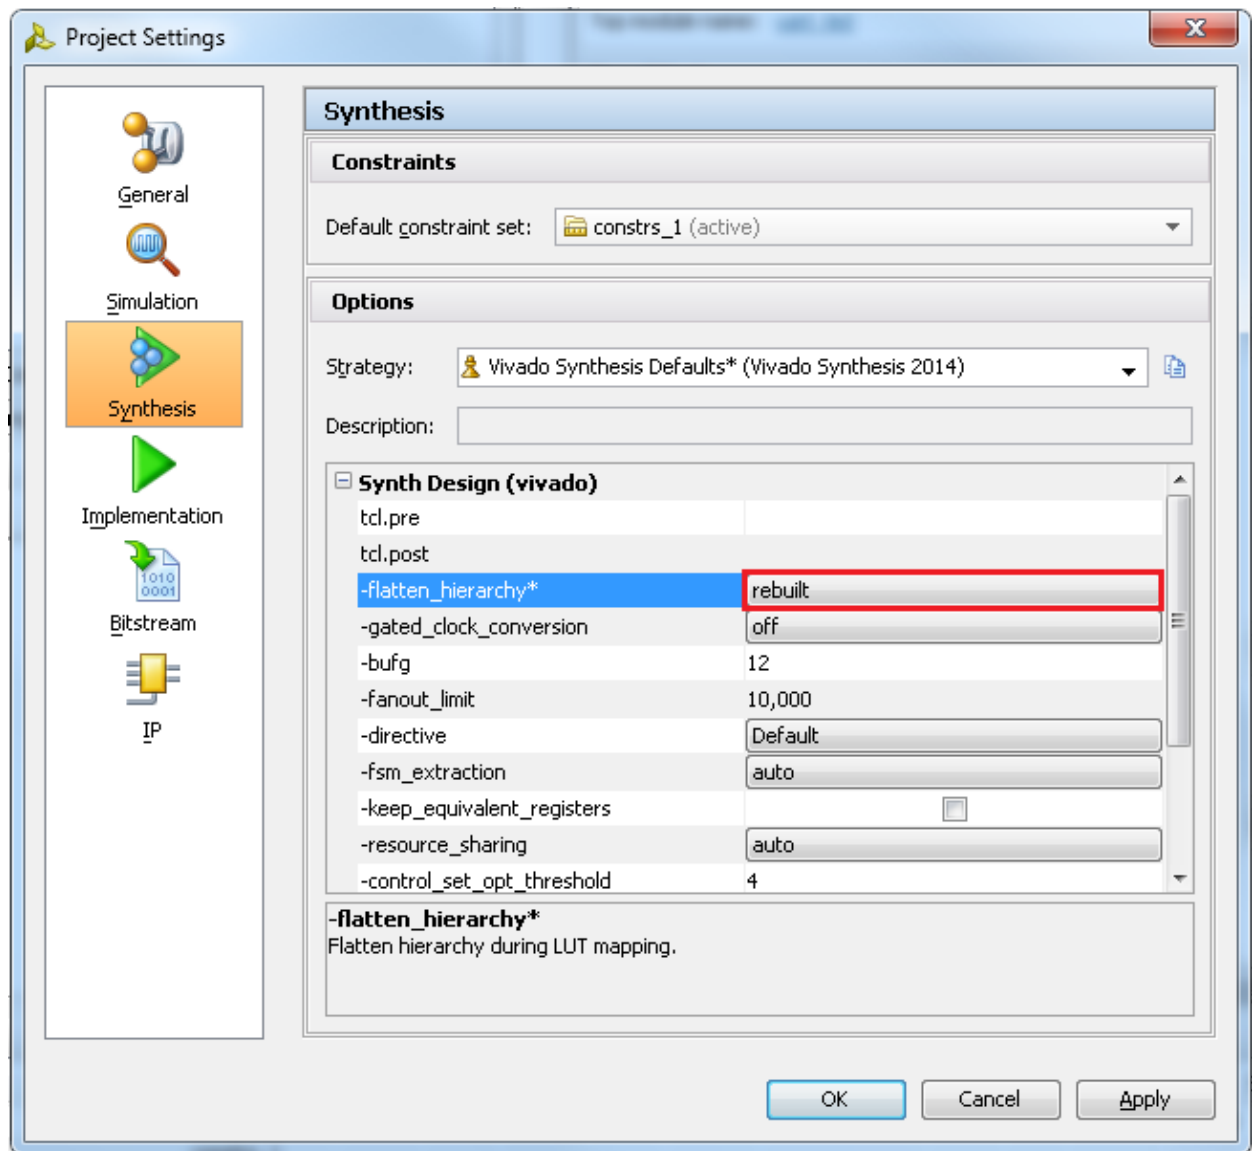 Project Settings
General
Simulation
Synthesis
Implementation
1010
0001
Bitstream
IP
Synthesis
Constraints
Default constraint set: constrs_1 (active)
Options
Strategy: Vivado Synthesis Defaults* (Vivado Synthesis 2014)
Description:
Synth Design (vivado)
tcl.pre
tcl.post
-flatten_hierarchy* rebuilt
-gated_clock_conversion off
-bufg 12
-fanout_limit 10,000
-directive Default
-fsm_extraction auto
-keep_equivalent_registers
-resource_sharing auto
-control_set_opt_threshold 4
-flatten_hierarchy*
Flatten hierarchy during LUT mapping.
OK Cancel Apply